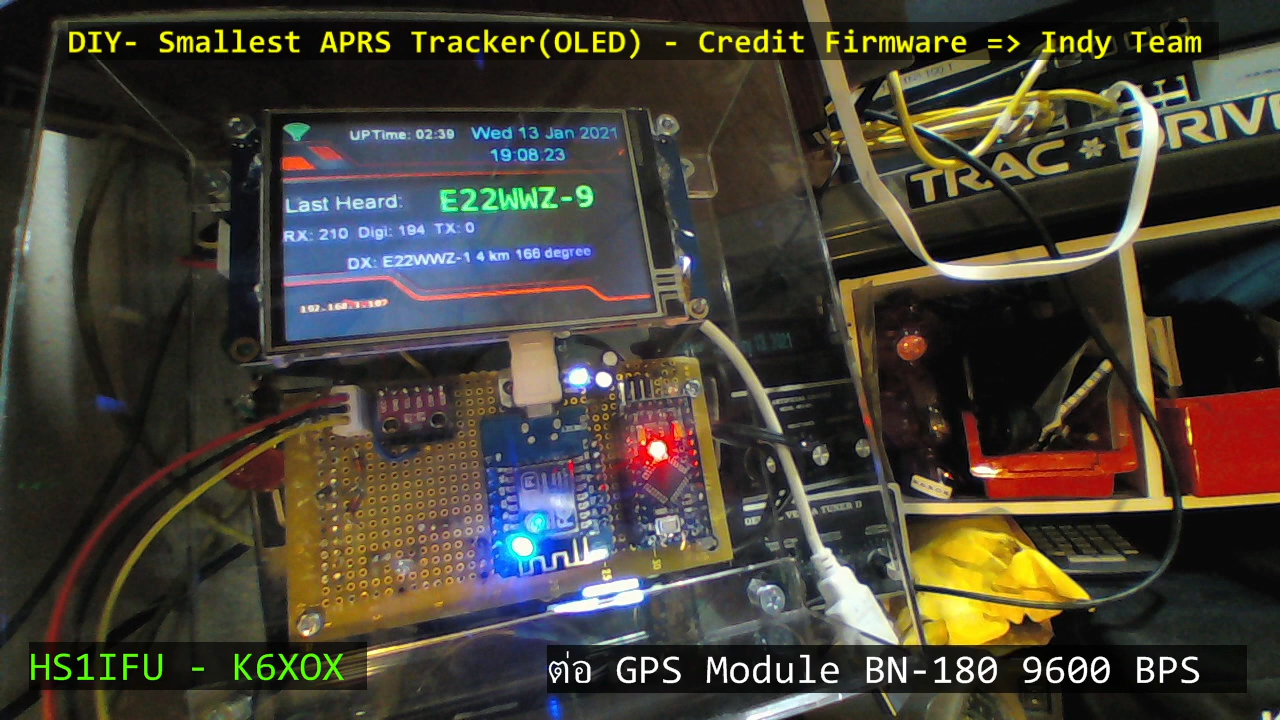 DIY- Smallest APRS Tracker(OLED) - Credit Firmware => Indy Team
UPTime: 02:39 Wed 13 Jan 2021
19:08:23
Last Heard: E22WWZ-9
RX: 210 Digi: 194 TX: 0
DX: E22WWZ-1 4 km 168 degree
192.168.1.107
TRAC DRIVE
HS1IFU - K6XOX
ต่อ GPS Module BN-180 9600 BPS